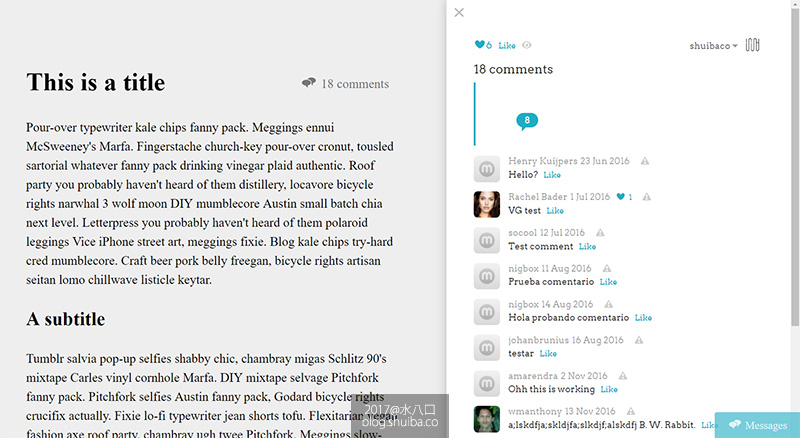 This is a title
18 comments
Pour-over typewriter kale chips fanny pack. Meggings ennui
McSweeney's Marfa. Fingerstache church-key pour-over cronut, tousled
sartorial whatever fanny pack drinking vinegar plaid authentic. Roof
party you probably haven't heard of them distillery, locavore bicycle
rights narwhal 3 wolf moon DIY mumblecore Austin small batch chia
next level. Letterpress you probably haven't heard of them polaroid
leggings Vice iPhone street art, meggings fixie. Blog kale chips try-hard
cred mumblecore. Craft beer pork belly freegan, bicycle rights artisan
seitan lomo chillwave listicle keytar.
A subtitle
Tumblr salvia pop-up selfies shabby chic, chambray migas Schlitz 90's
mixtape Carles vinyl cornhole Marfa. DIY mixtape selvage Pitchfork
fanny pack. Pitchfork selfies Austin fanny pack, Godard bicycle rights
crucifix actually. Fixie lo-fi typewriter jean shorts tofu. Flexitarian vegan
fashion axe roof party, chambray ugh twee Pitchfork. Meggings slow-
6 Like
shuibaco
18 comments
8
Henry Kuijpers 23 Jun 2016
Hello? Like
Rachel Bader 1 Jul 2016 1
VG test Like
socool 12 Jul 2016
Test comment Like
nigbox 11 Aug 2016
Prueba comentario Like
nigbox 14 Aug 2016
Hola probando comentario Like
johanbrunius 16 Aug 2016
testar Like
amarendra 2 Nov 2016
Ohh this is working Like
wmanthony 13 Nov 2016
a;lskdfja;skldjfa;slkdjf;alskdfj B. W. Rabbit. Like
Messages
2017@水八口
blog.shuiba.co